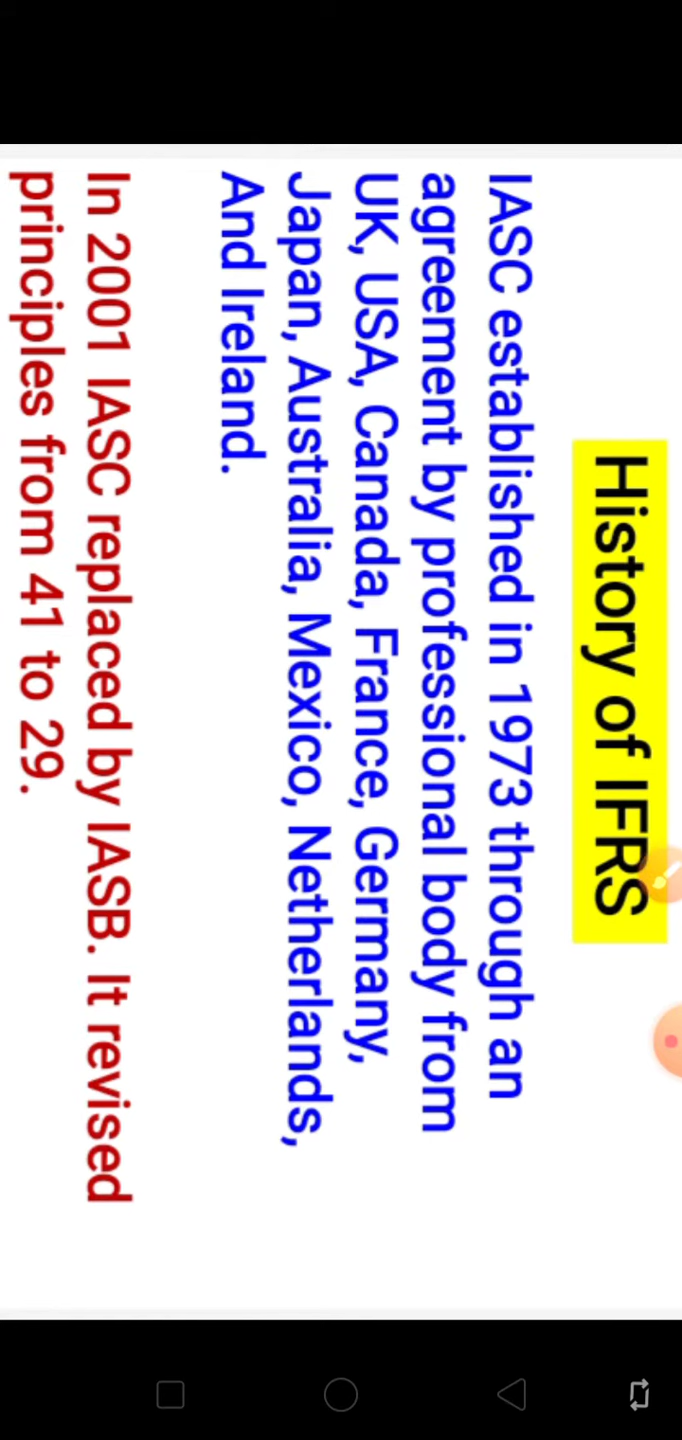 History of IFRS
IASC established in 1973 through an
agreement by professional body from
UK, USA, Canada, France, Germany,
Japan, Australia, Mexico, Netherlands,
And Ireland.
In 2001 IASC replaced by IASB. It revised
principles from 41 to 29.